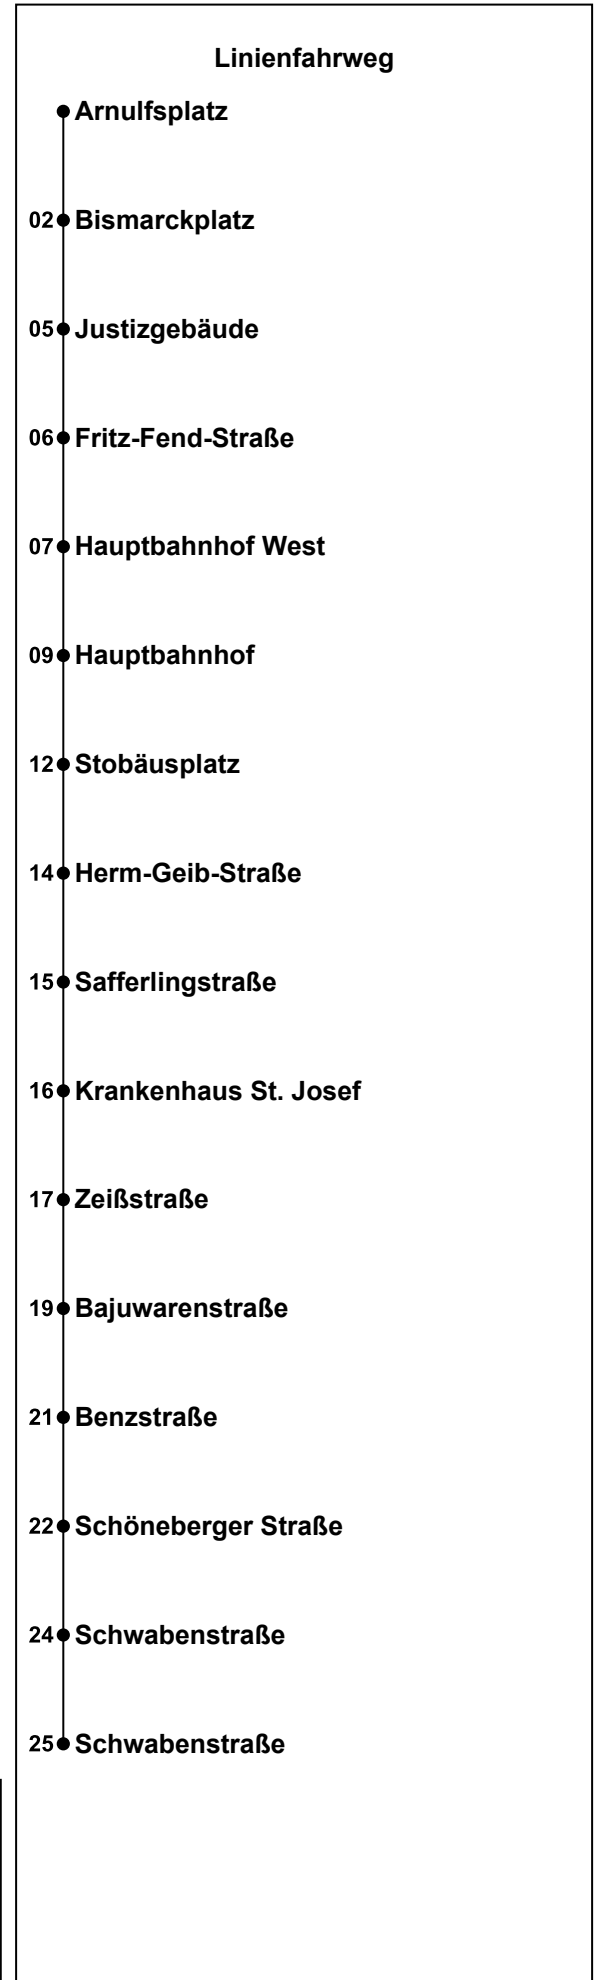 Linienfahrweg
Arnulfsplatz
02 Bismarckplatz
05 Justizgebäude
06 Fritz-Fend-Straße
07 Hauptbahnhof West
09 Hauptbahnhof
12 Stobäusplatz
14 Herm-Geib-Straße
15 Safferlingstraße
16 Krankenhaus St. Josef
17 Zeißstraße
19 Bajuwarenstraße
21 Benzstraße
22 Schöneberger Straße
24 Schwabenstraße
25 Schwabenstraße